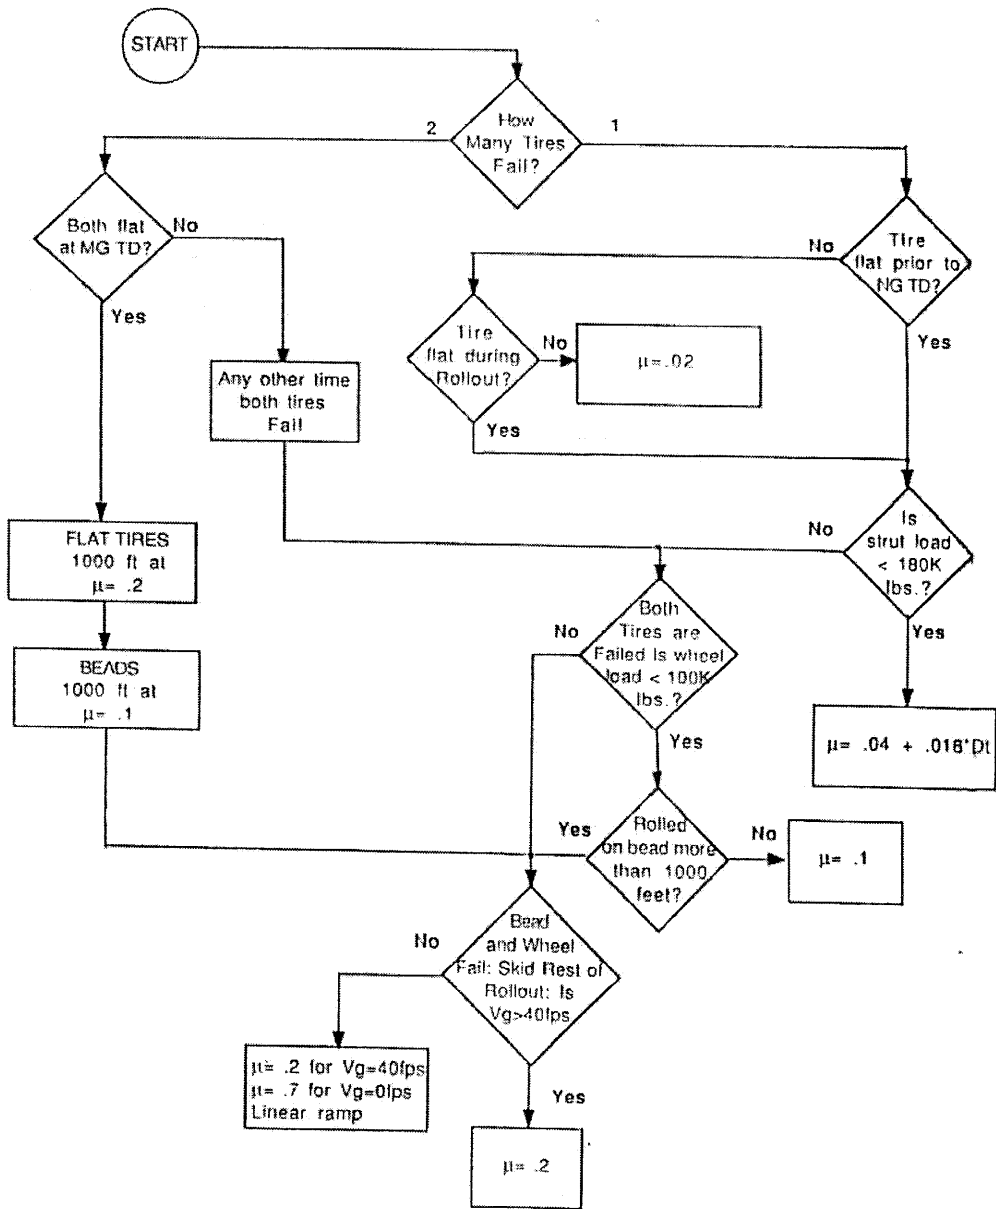 START
How
Many Tires
Fail?
2
1
Both flat
at MG TD?
No
Yes
Tire
flat prior to
NG TD?
No
Yes
Tire
flat during
Rollout?
No
Yes
μ=.02
Any other time
both tires
Fail
Is
strut load
< 180K
lbs.?
No
Yes
FLAT TIRES
1000 ft at
μ= .2
BEADS
1000 ft at
μ= .1
Both
Tires are
Failed Is wheel
load < 100K
lbs.?
No
Yes
μ= .04 + .018*Dt
Rolled
on bead more
than 1000
feet?
Yes
No
μ= .1
Bead
and Wheel
Fail: Skid Rest of
Rollout: Is
Vg>40fps
No
Yes
μ= .2 for Vg=40fps
μ= .7 for Vg=0fps
Linear ramp
μ= .2